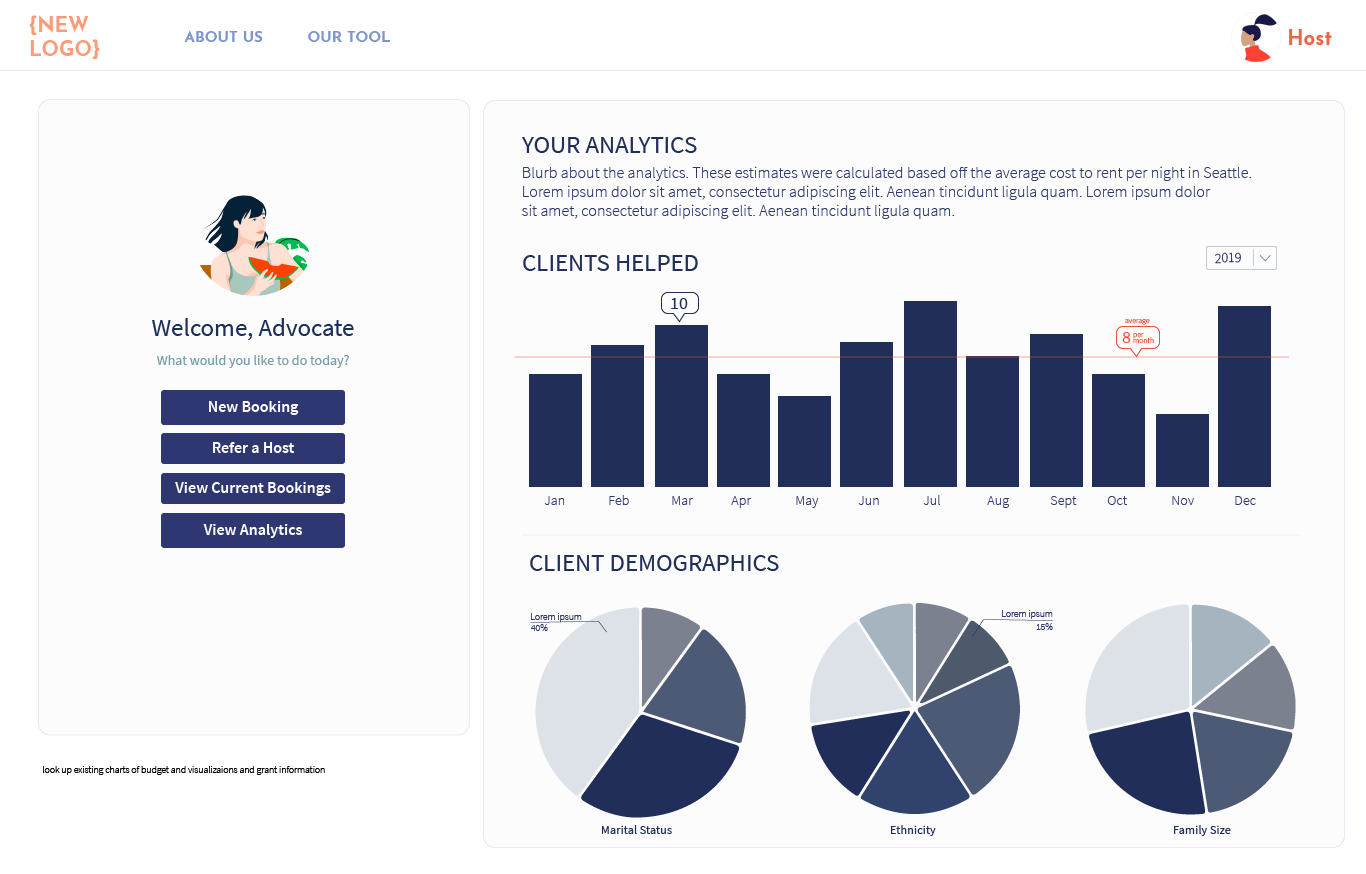 {NEW
LOGO}
ABOUT US
OUR TOOL
Host
Welcome, Advocate
What would you like to do today?
New Booking
Refer a Host
View Current Bookings
View Analytics
look up existing charts of budget and visualizaions and grant information
YOUR ANALYTICS
Blurb about the analytics. These estimates were calculated based off the average cost to rent per night in Seattle.
Lorem ipsum dolor sit amet, consectetur adipiscing elit. Aenean tincidunt ligula quam. Lorem ipsum dolor
sit amet, consectetur adipiscing elit. Aenean tincidunt ligula quam.
CLIENTS HELPED
2019
10
average
8 per
month
Jan
Feb
Mar
Apr
May
Jun
Jul
Aug
Sept
Oct
Nov
Dec
CLIENT DEMOGRAPHICS
Lorem ipsum
40%
Lorem ipsum
15%
Marital Status
Ethnicity
Family Size